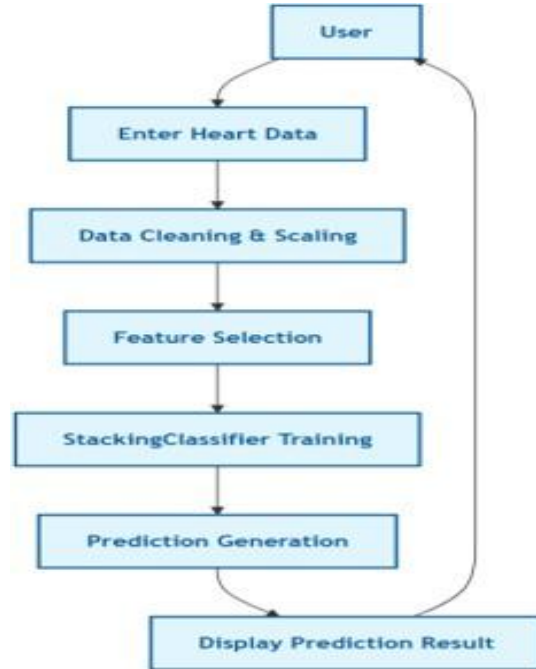 User
Enter Heart Data
Data Cleaning & Scaling
Feature Selection
StackingClassifier Training
Prediction Generation
Display Prediction Result